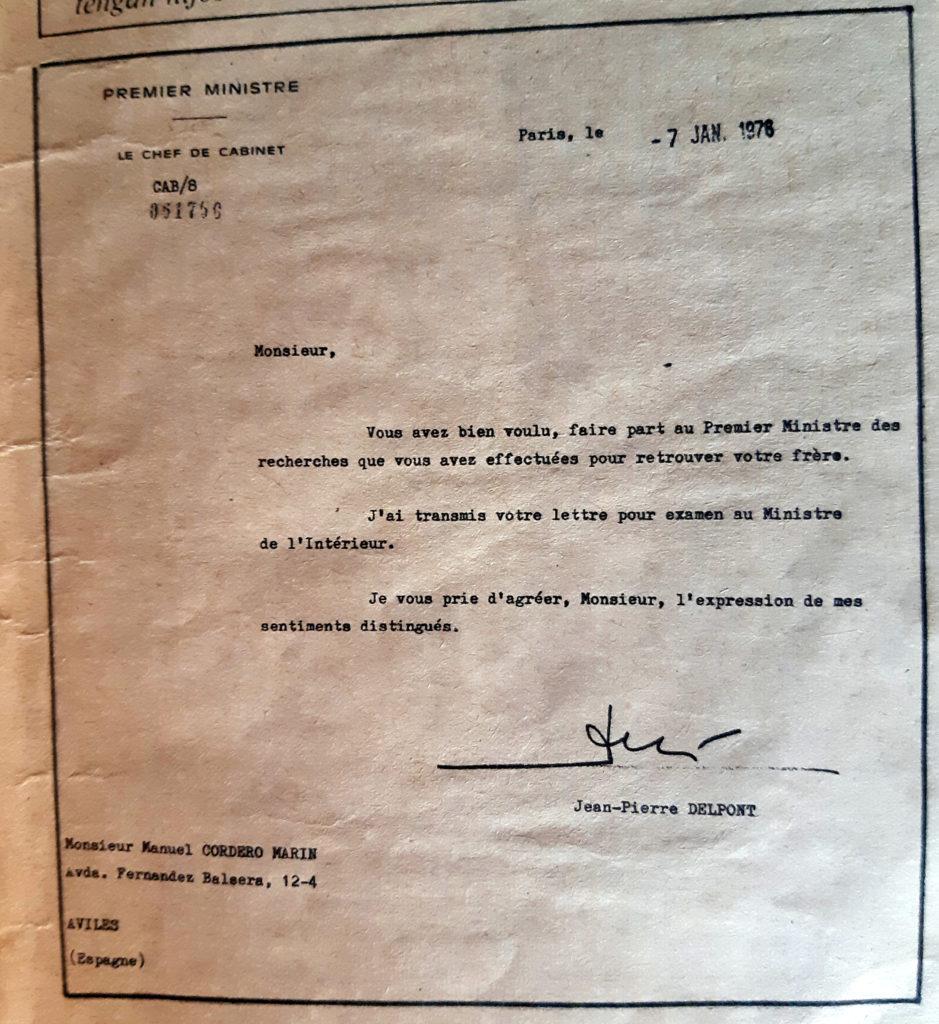 PREMIER MINISTRE
LE CHEF DE CABINET
CAB/8
Paris, le - 7 JAN. 1976
Monsieur,
Vous avez bien voulu, faire part au Premier Ministre des
recherches que vous avez effectuées pour retrouver votre frère.
J'ai transmis vôtre lettre pour examen au Ministre
de l'Intérieur.
Je vous prie d'agréer, Monsieur, l'expression de mes
sentiments distingués.
Jean-Pierre DELPONT
Monsieur Manuel CORDERO MARIN
Avda. Fernandez Balsera, 12-4
AVILES
(Espagne)